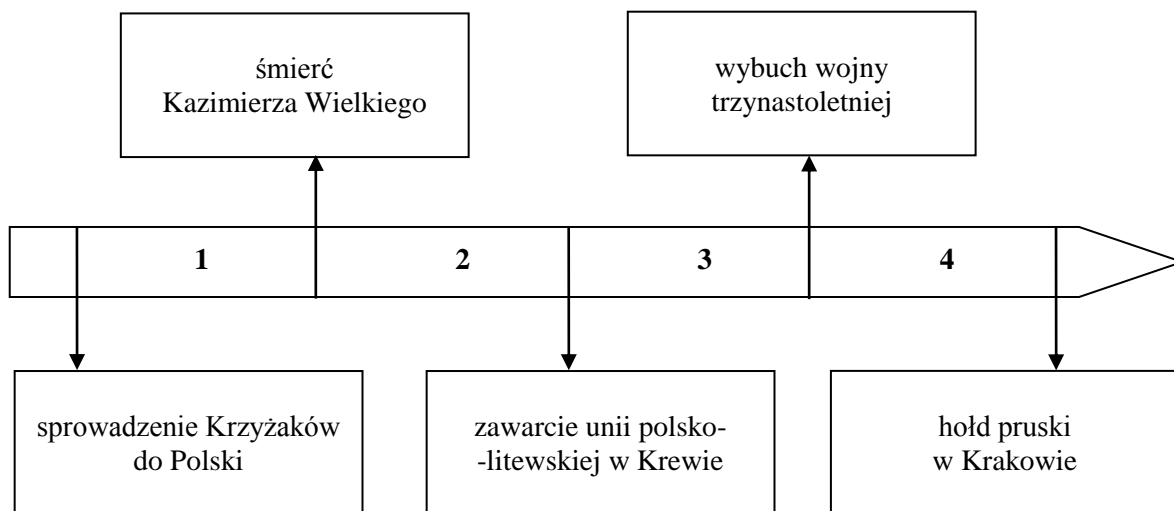 śmierć
Kazimierza Wielkiego
wybuch wojny
trzynastoletniej
1
2
3
4
sprowadzenie Krzyżaków
do Polski
zawarcie unii polsko-
-litewskiej w Krewie
hołd pruski
w Krakowie